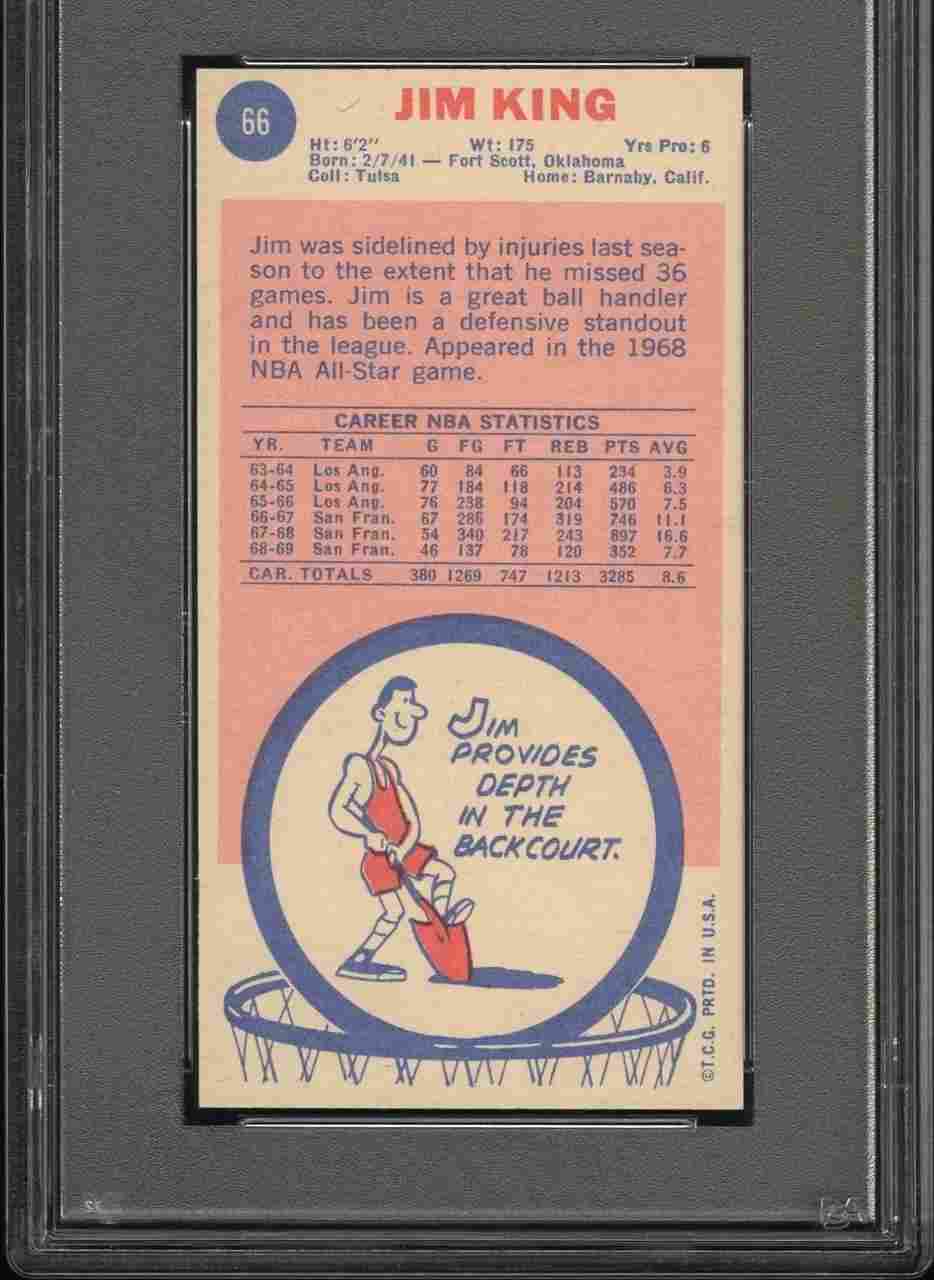 66
JIM KING
Ht: 6'2" Wt: 175 Yrs Pro: 6
Born: 2/7/41 — Fort Scott, Oklahoma
Coll: Tulsa Home: Barnaby, Calif.
Jim was sidelined by injuries last sea-
son to the extent that he missed 36
games. Jim is a great ball handler
and has been a defensive standout
in the league. Appeared in the 1968
NBA All-Star game.
CAREER NBA STATISTICS
YR. TEAM G FG FT REB PTS AVG
63-64 Los Ang. 60 84 66 113 234 3.9
64-65 Los Ang. 77 184 118 214 486 6.3
65-66 Los Ang. 76 238 94 204 570 7.5
66-67 San Fran. 67 286 174 319 746 11.1
67-68 San Fran. 54 340 217 243 897 16.6
68-69 San Fran. 46 137 78 120 352 7.7
CAR. TOTALS 380 1269 747 1213 3285 8.6
JIM
PROVIDES
DEPTH
IN THE
BACKCOURT.
©T.C.G. PRTD. IN U.S.A.